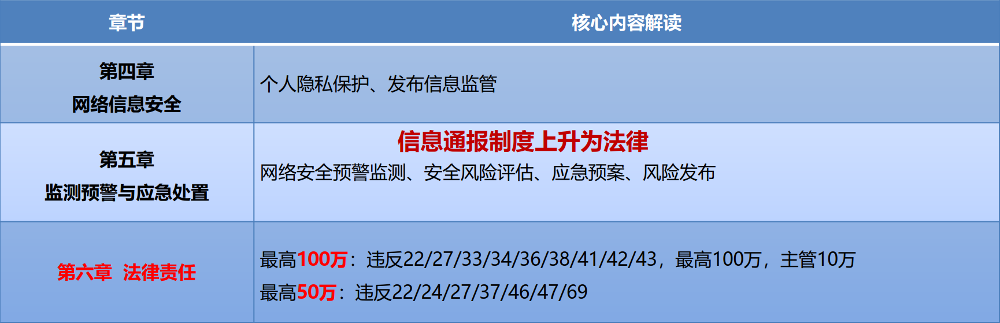 章节
核心内容解读
第四章
网络信息安全
个人隐私保护、发布信息监管
第五章
监测预警与应急处置
信息通报制度上升为法律
网络安全预警监测、安全风险评估、应急预案、风险发布
第六章 法律责任
最高100万：违反22/27/33/34/36/38/41/42/43，最高100万，主管10万
最高50万：违反22/24/27/37/46/47/69